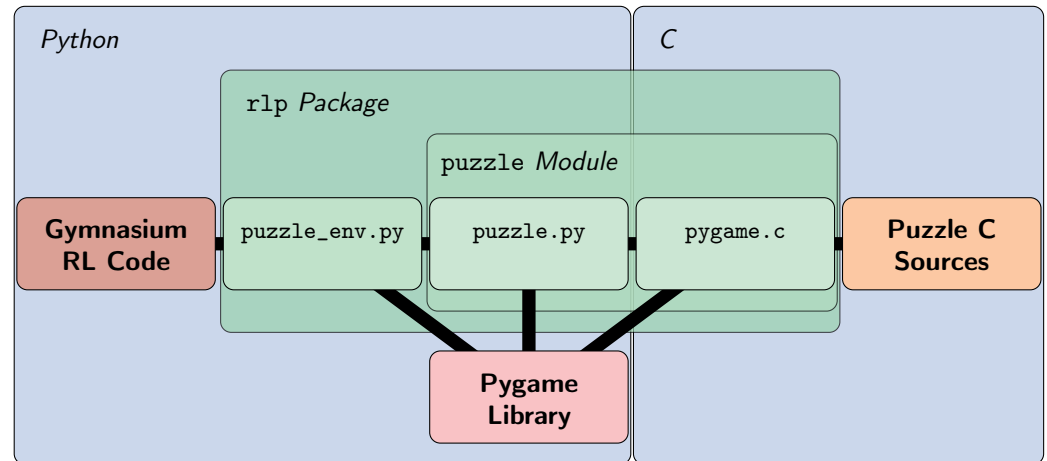 Python
C
rlp Package
puzzle Module
Gymnasium
RL Code
puzzle_env.py
puzzle.py
pygame.c
Puzzle C
Sources
Pygame
Library